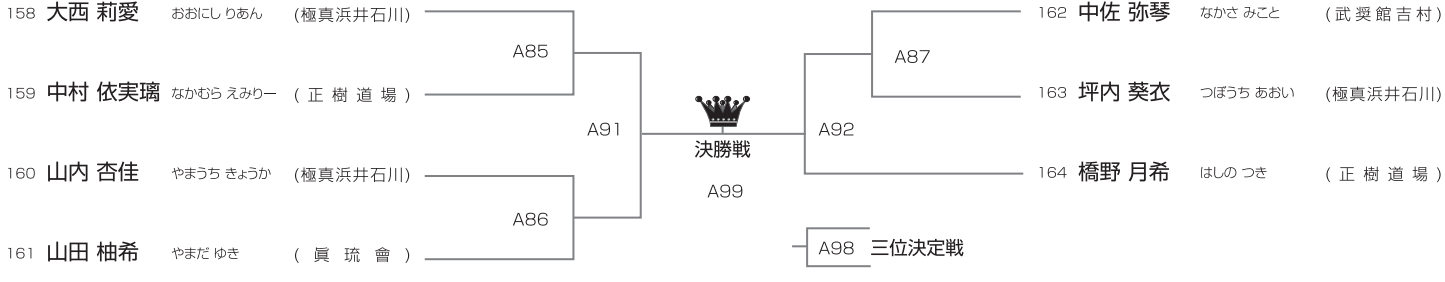 158 大西 莉愛 おおにし りあん (極真浜井石川)
A85
159 中村 依実璃 なかむら えみりー (正樹道場)
A91
160 山内 杏佳 やまうち きょうか (極真浜井石川)
A86
161 山田 柚希 やまだ ゆき (眞琉會)
決勝戦
A99
162 中佐 弥琴 なかさ みこと (武奨館吉村)
A87
163 坪内 葵衣 つぼうち あおい (極真浜井石川)
A92
164 橋野 月希 はしの つき (正樹道場)
A98 三位決定戦